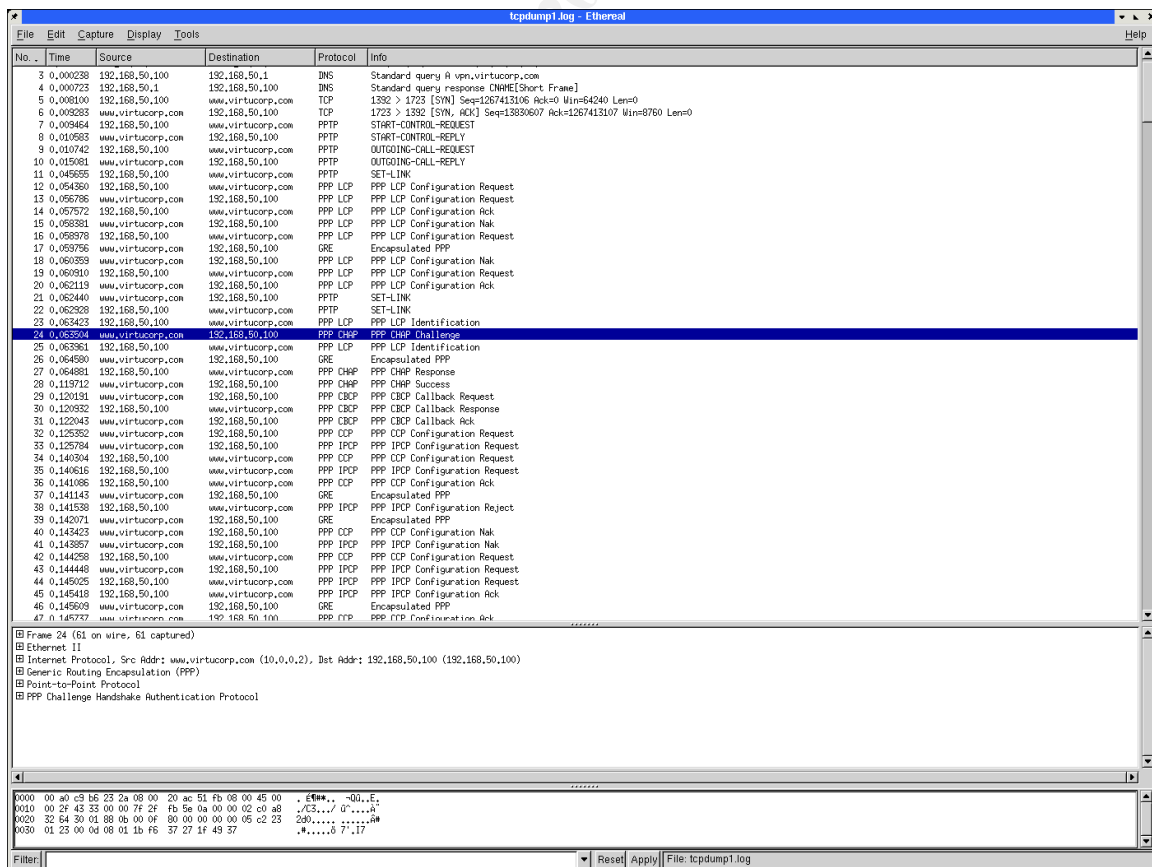 tcpdump1.log - Ethereal
File Edit Capture Display Tools Help
No. . Time Source Destination Protocol Info
3 0.000238 192.168.50.100 192.168.50.1 DNS Standard query A vpn.virtucorp.com
4 0.000723 192.168.50.1 192.168.50.100 DNS Standard query response CNAME[Short Frame]
5 0.008100 192.168.50.100 www.virtucorp.com TCP 1392 > 1723 [SYN] Seq=1267413106 Ack=0 Win=64240 Len=0
6 0.009283 www.virtucorp.com 192.168.50.100 TCP 1723 > 1392 [SYN, ACK] Seq=13830607 Ack=1267413107 Win=8760 Len=0
7 0.009464 192.168.50.100 www.virtucorp.com PPTP START-CONTROL-REQUEST
8 0.010583 www.virtucorp.com 192.168.50.100 PPTP START-CONTROL-REPLY
9 0.010742 192.168.50.100 www.virtucorp.com PPTP OUTGOING-CALL-REQUEST
10 0.015081 www.virtucorp.com 192.168.50.100 PPTP OUTGOING-CALL-REPLY
11 0.045655 192.168.50.100 www.virtucorp.com PPTP SET-LINK
12 0.054360 192.168.50.100 www.virtucorp.com PPP LCP PPP LCP Configuration Request
13 0.056786 www.virtucorp.com 192.168.50.100 PPP LCP PPP LCP Configuration Request
14 0.057572 192.168.50.100 www.virtucorp.com PPP LCP PPP LCP Configuration Ack
15 0.058381 www.virtucorp.com 192.168.50.100 PPP LCP PPP LCP Configuration Nak
16 0.058978 192.168.50.100 www.virtucorp.com PPP LCP PPP LCP Configuration Request
17 0.059756 www.virtucorp.com 192.168.50.100 GRE Encapsulated PPP
18 0.060359 www.virtucorp.com 192.168.50.100 PPP LCP PPP LCP Configuration Nak
19 0.060910 192.168.50.100 www.virtucorp.com PPP LCP PPP LCP Configuration Request
20 0.062119 www.virtucorp.com 192.168.50.100 PPP LCP PPP LCP Configuration Ack
21 0.062440 www.virtucorp.com 192.168.50.100 PPTP SET-LINK
22 0.062928 192.168.50.100 www.virtucorp.com PPTP SET-LINK
23 0.063423 192.168.50.100 www.virtucorp.com PPP LCP PPP LCP Identification
24 0.063504 www.virtucorp.com 192.168.50.100 PPP CHAP PPP CHAP Challenge
25 0.063961 192.168.50.100 www.virtucorp.com PPP LCP PPP LCP Identification
26 0.064580 www.virtucorp.com 192.168.50.100 GRE Encapsulated PPP
27 0.064881 192.168.50.100 www.virtucorp.com PPP CHAP PPP CHAP Response
28 0.119712 www.virtucorp.com 192.168.50.100 PPP CHAP PPP CHAP Success
29 0.120191 www.virtucorp.com 192.168.50.100 PPP CBCP PPP CBCP Callback Request
30 0.120932 192.168.50.100 www.virtucorp.com PPP CBCP PPP CBCP Callback Response
31 0.122043 www.virtucorp.com 192.168.50.100 PPP CBCP PPP CBCP Callback Ack
32 0.125352 www.virtucorp.com 192.168.50.100 PPP CCP PPP CCP Configuration Request
33 0.125784 www.virtucorp.com 192.168.50.100 PPP IPCP PPP IPCP Configuration Request
34 0.140304 192.168.50.100 www.virtucorp.com PPP CCP PPP CCP Configuration Request
35 0.140616 192.168.50.100 www.virtucorp.com PPP IPCP PPP IPCP Configuration Request
36 0.141086 192.168.50.100 www.virtucorp.com PPP CCP PPP CCP Configuration Ack
37 0.141143 www.virtucorp.com 192.168.50.100 GRE Encapsulated PPP
38 0.141538 192.168.50.100 www.virtucorp.com PPP IPCP PPP IPCP Configuration Reject
39 0.142071 www.virtucorp.com 192.168.50.100 GRE Encapsulated PPP
40 0.143423 www.virtucorp.com 192.168.50.100 PPP CCP PPP CCP Configuration Nak
41 0.143857 www.virtucorp.com 192.168.50.100 PPP IPCP PPP IPCP Configuration Nak
42 0.144258 192.168.50.100 www.virtucorp.com PPP CCP PPP CCP Configuration Request
43 0.144448 www.virtucorp.com 192.168.50.100 PPP IPCP PPP IPCP Configuration Request
44 0.145025 192.168.50.100 www.virtucorp.com PPP IPCP PPP IPCP Configuration Request
45 0.145418 192.168.50.100 www.virtucorp.com PPP IPCP PPP IPCP Configuration Ack
46 0.145609 www.virtucorp.com 192.168.50.100 GRE Encapsulated PPP
47 0.145737 www.virtucorp.com 192.168.50.100 PPP CCP PPP CCP Configuration Ack
Frame 24 (61 on wire, 61 captured)
Ethernet II
Internet Protocol, Src Addr: www.virtucorp.com (10.0.0.2), Dst Addr: 192.168.50.100 (192.168.50.100)
Generic Routing Encapsulation (PPP)
Point-to-Point Protocol
PPP Challenge Handshake Authentication Protocol
0000 00 a0 c9 b6 23 2a 08 00 20 ac 51 fb 08 00 45 00 . É¶#*.. ¬Qû..E.
0010 00 2f 43 33 00 00 7f 2f fb 5e 0a 00 00 02 c0 a8 ./C3.../ û^....À¨
0020 32 64 30 01 88 0b 00 0f 80 00 00 00 00 05 c2 23 2d0..... ......Â#
0030 01 23 00 0d 08 01 1b f6 37 27 1f 49 37 .#.....ö 7'.I7
Filter: Reset Apply File: tcpdump1.log